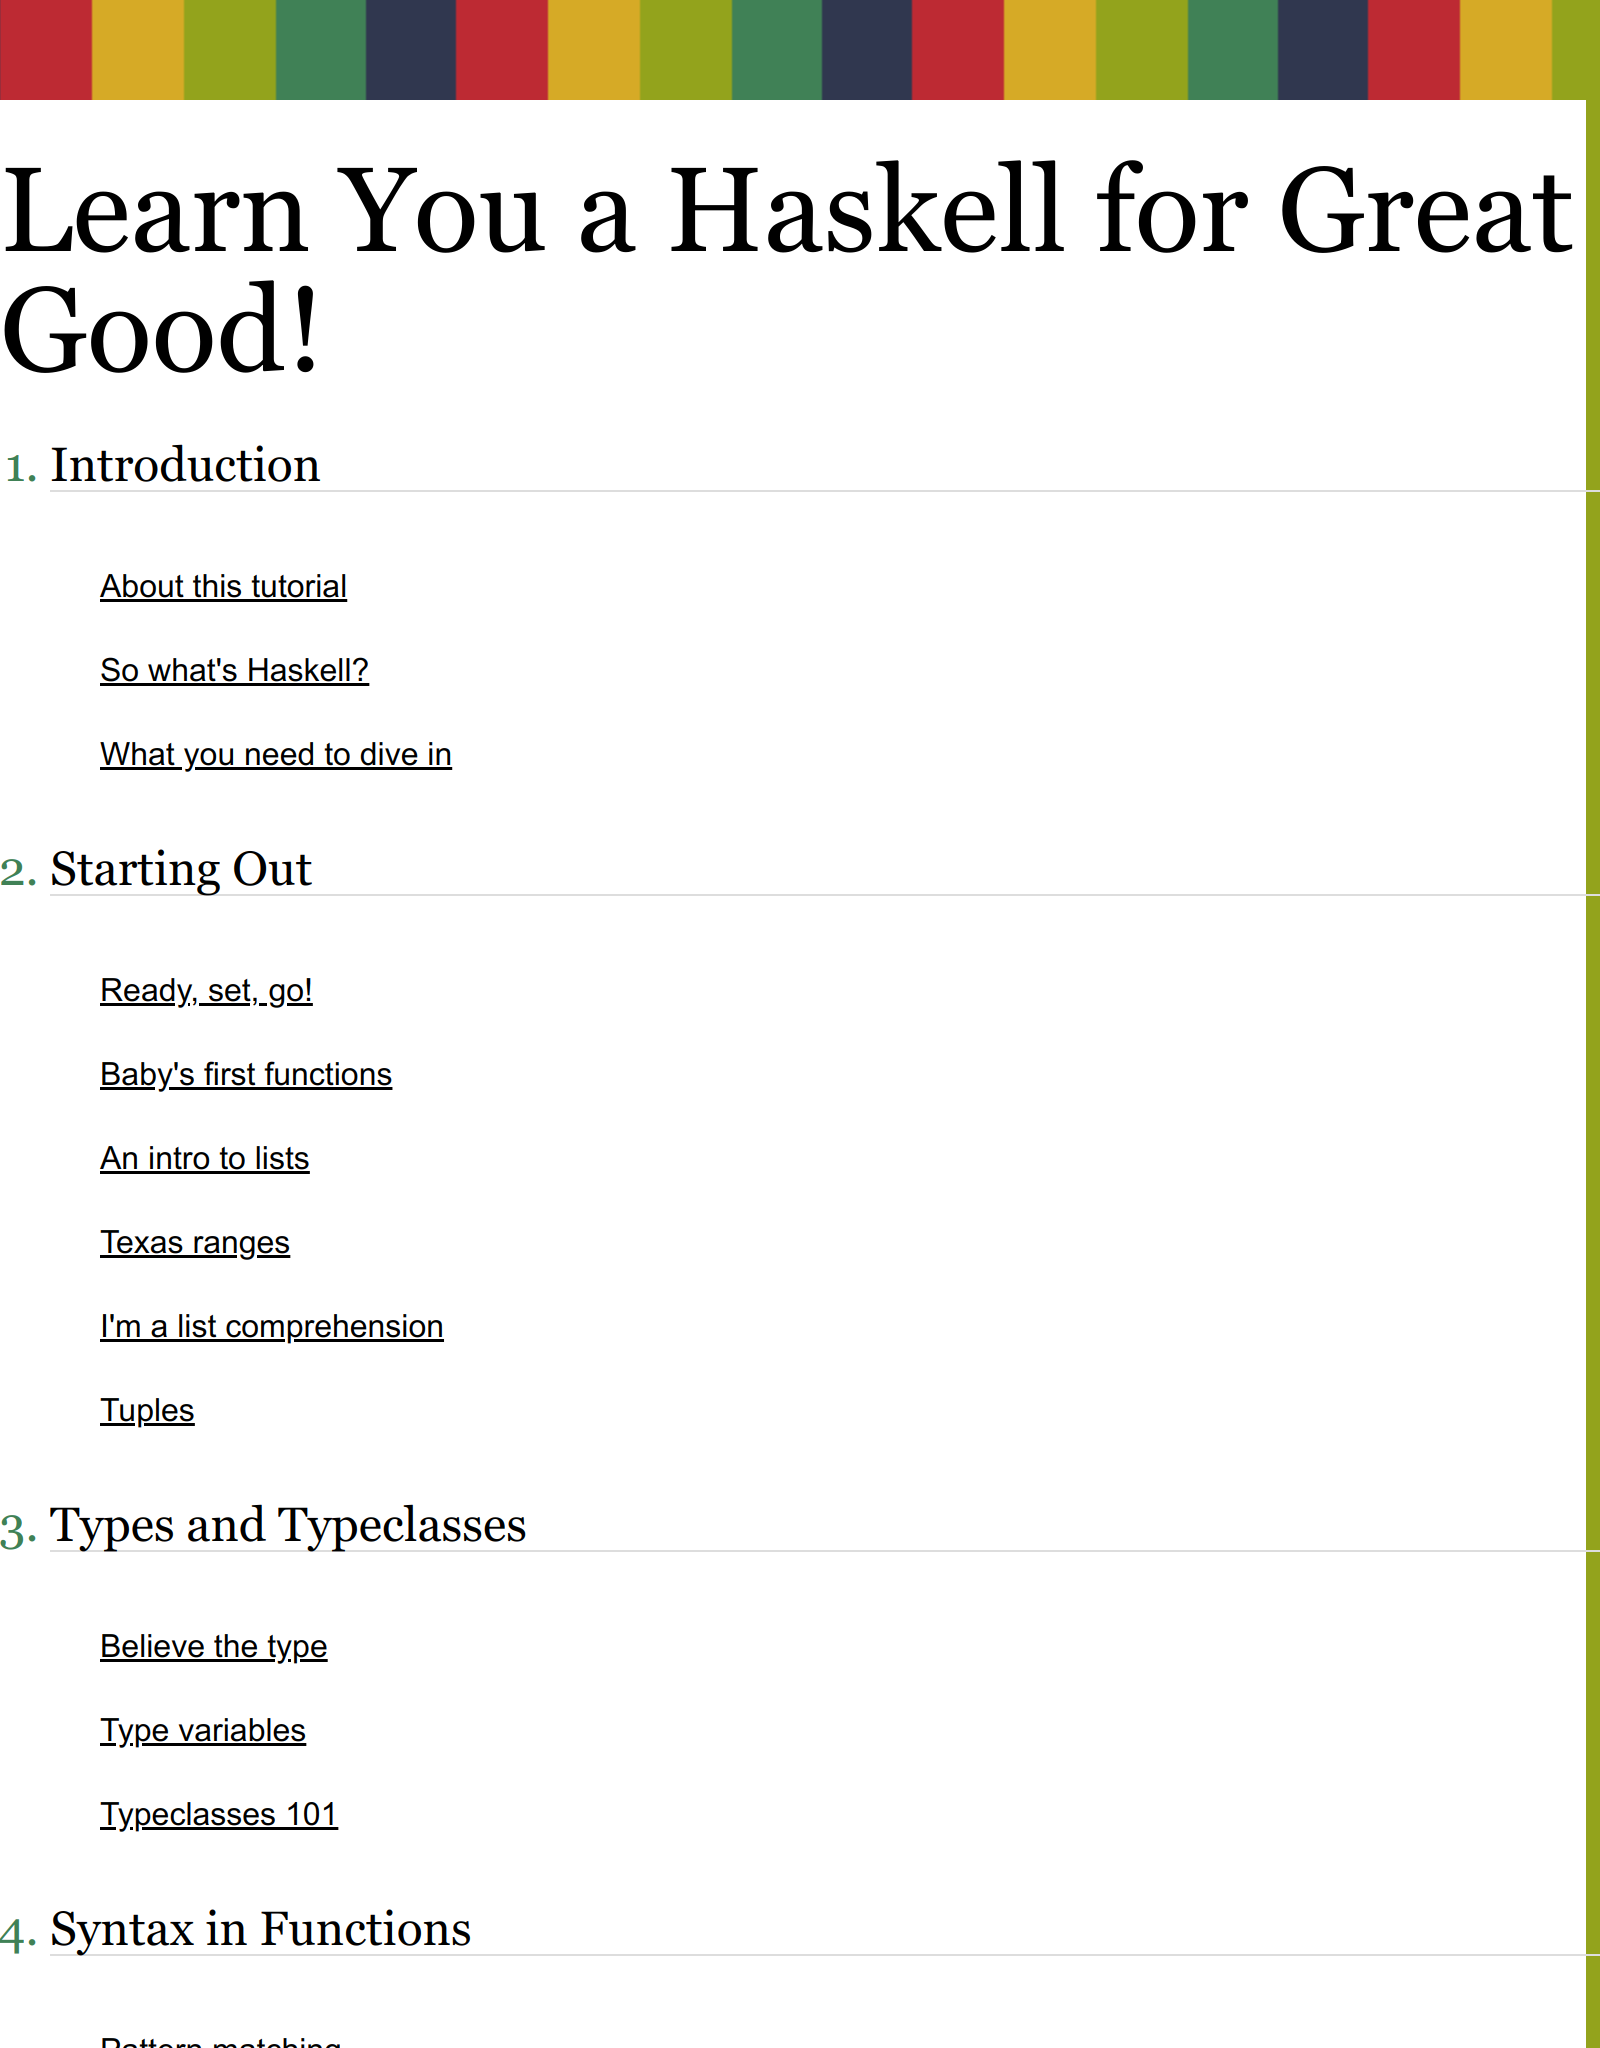 Learn You a Haskell for Great
Good!
1. Introduction
About this tutorial
So what's Haskell?
What you need to dive in
2. Starting Out
Ready, set, go!
Baby's first functions
An intro to lists
Texas ranges
I'm a list comprehension
Tuples
3. Types and Typeclasses
Believe the type
Type variables
Typeclasses 101
4. Syntax in Functions
Pattern matching